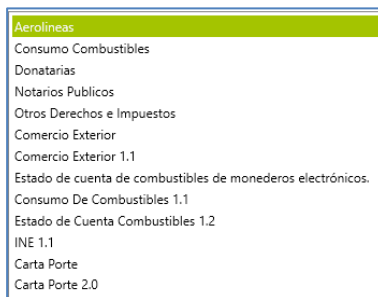 Aerolineas
Consumo Combustibles
Donatarias
Notarios Publicos
Otros Derechos e Impuestos
Comercio Exterior
Comercio Exterior 1.1
Estado de cuenta de combustibles de monederos electrónicos.
Consumo De Combustibles 1.1
Estado de Cuenta Combustibles 1.2
INE 1.1
Carta Porte
Carta Porte 2.0